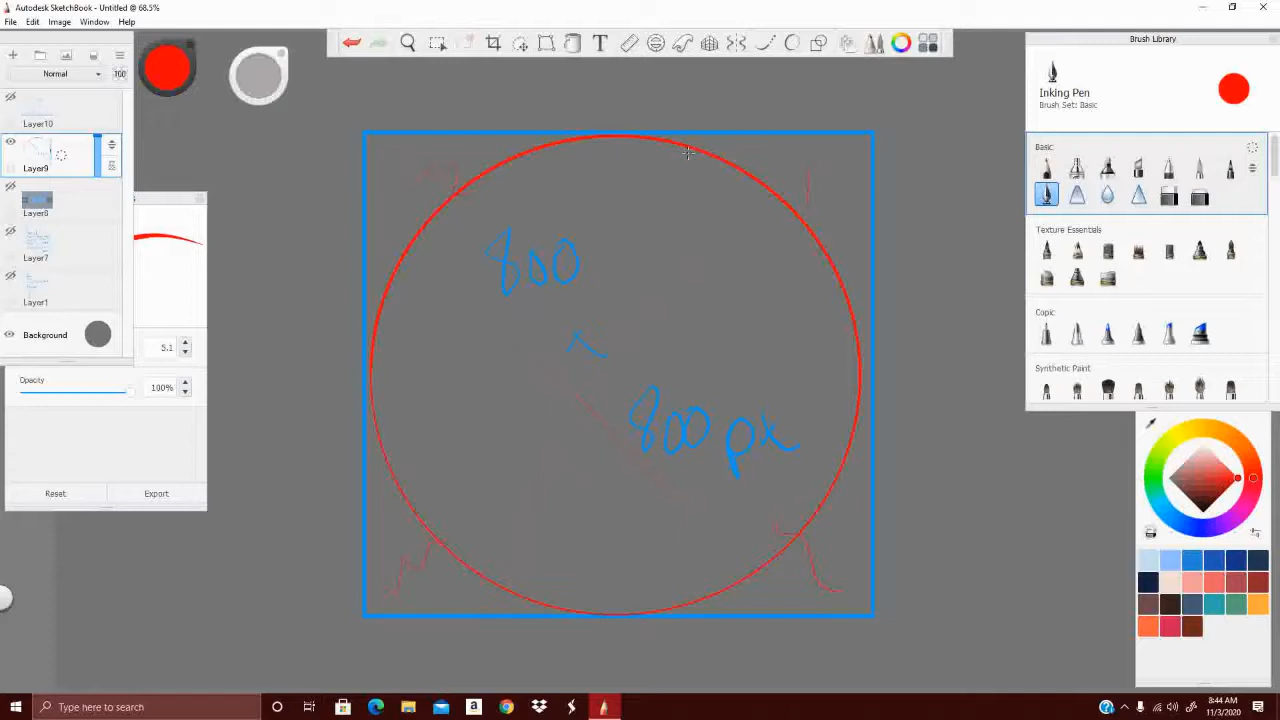 Autodesk SketchBook - Untitled @ 68.5%
File Edit Image Window Help
Normal 100
Brush Library
Inking Pen
Brush Set: Basic
Layer10
Layer9
Layer8
Layer7
Layer1
Background
Basic
Texture Essentials
Copic
Synthetic Paint
800
x
800 px
5.1
Opacity
100%
Reset Export
Type here to search
a
8:44 AM
11/3/2020